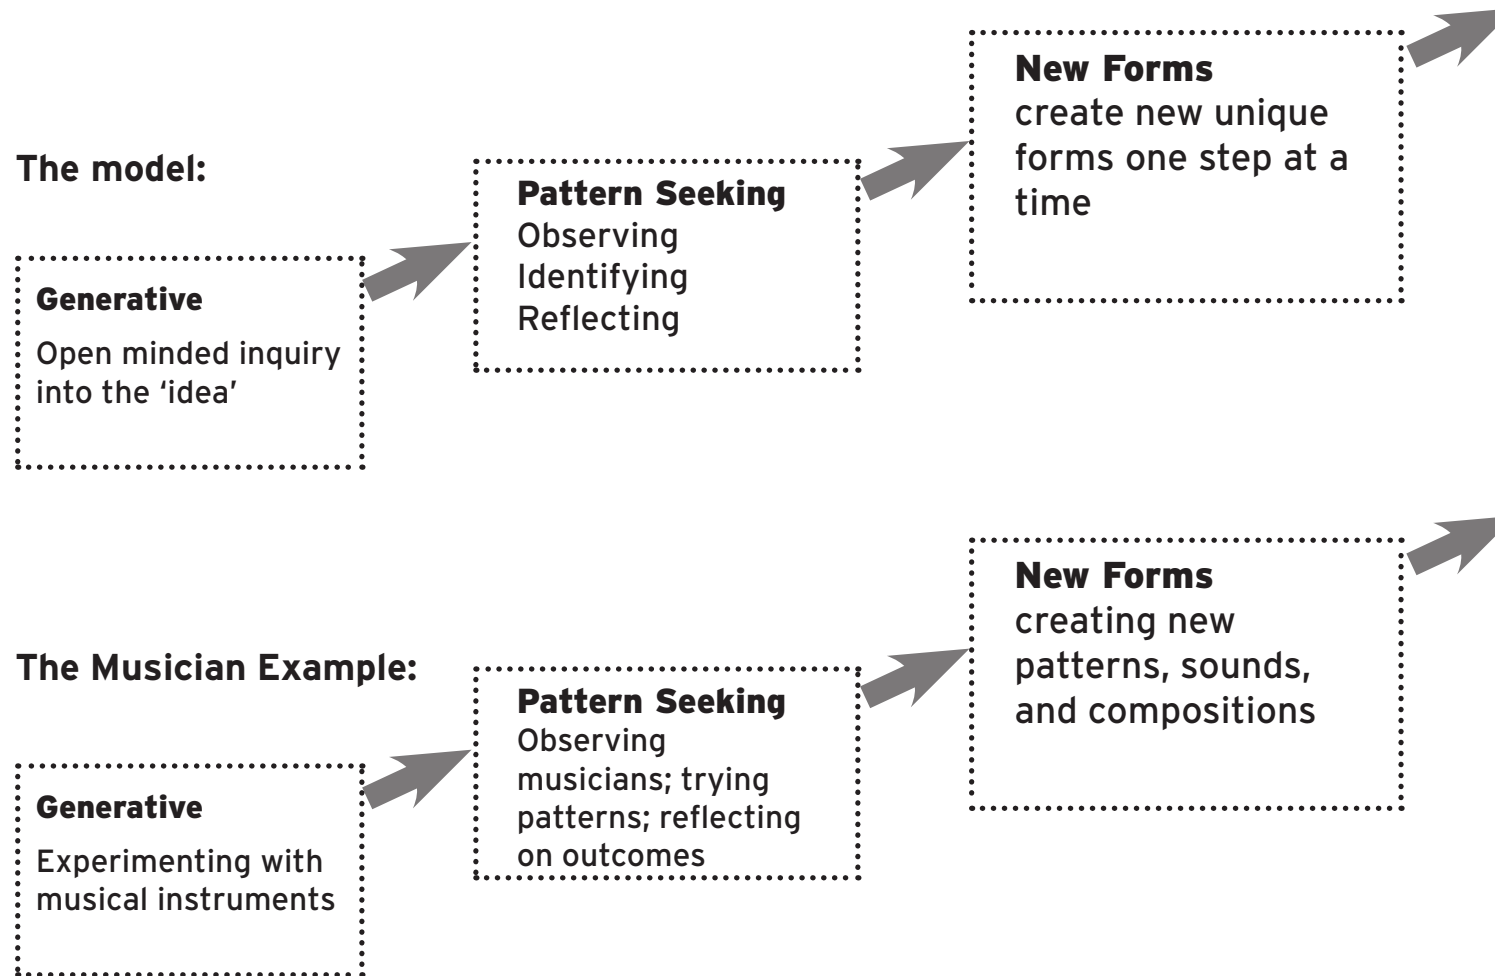 The model:
Generative
Open minded inquiry
into the ‘idea’
Pattern Seeking
Observing
Identifying
Reflecting
New Forms
create new unique
forms one step at a
time
The Musician Example:
Generative
Experimenting with
musical instruments
Pattern Seeking
Observing
musicians; trying
patterns; reflecting
on outcomes
New Forms
creating new
patterns, sounds,
and compositions